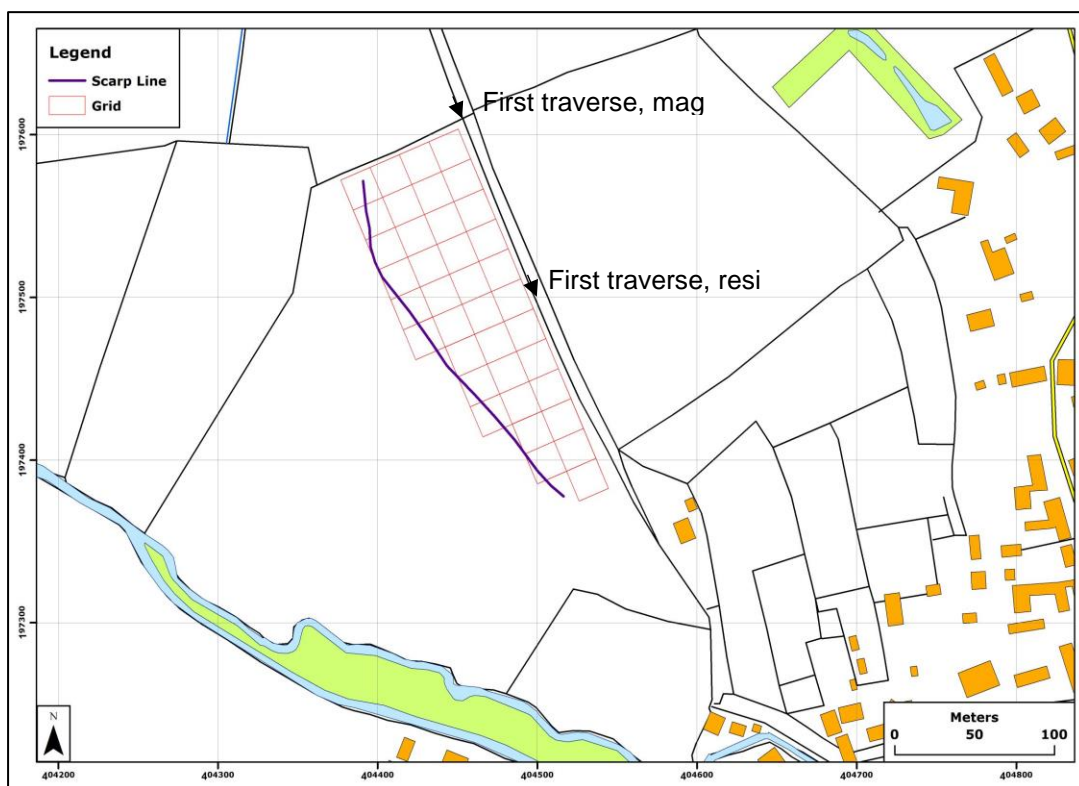 Legend
Scarp Line
Grid
First traverse, mag
First traverse, resi
197600
197500
197400
197300
N
Meters
0 50 100
404200 404300 404400 404500 404600 404700 404800